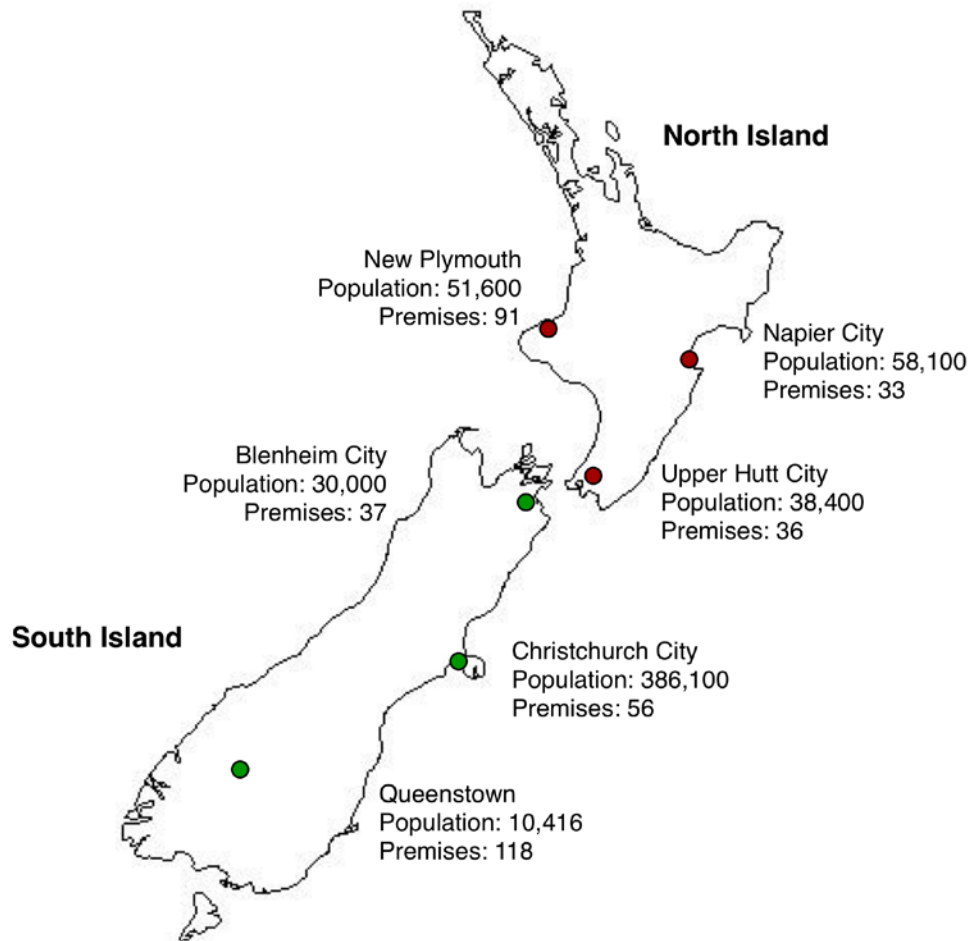 North Island
New Plymouth
Population: 51,600
Premises: 91
Napier City
Population: 58,100
Premises: 33
Blenheim City
Population: 30,000
Premises: 37
Upper Hutt City
Population: 38,400
Premises: 36
South Island
Christchurch City
Population: 386,100
Premises: 56
Queenstown
Population: 10,416
Premises: 118